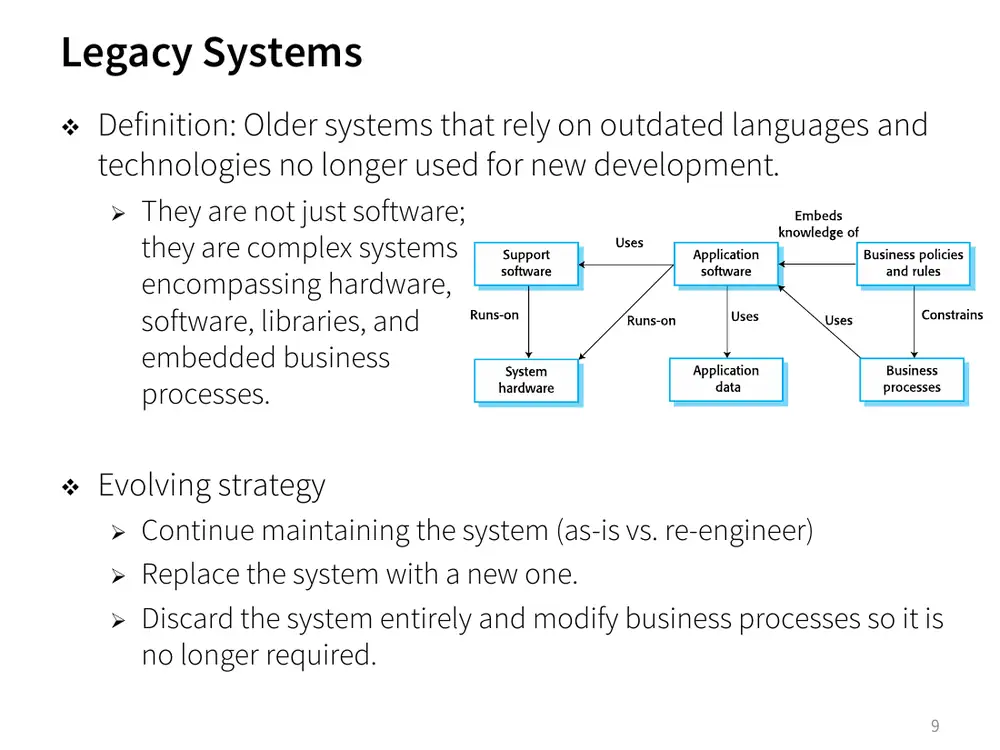 Legacy Systems
❖ Definition: Older systems that rely on outdated languages and
technologies no longer used for new development.
➢ They are not just software;
they are complex systems
encompassing hardware,
software, libraries, and
embedded business
processes.
Embeds
knowledge of
Support
software
Uses
Application
software
Business policies
and rules
Runs-on
Runs-on
Uses
Uses
Constrains
System
hardware
Application
data
Business
processes
❖ Evolving strategy
➢ Continue maintaining the system (as-is vs. re-engineer)
➢ Replace the system with a new one.
➢ Discard the system entirely and modify business processes so it is
no longer required.
9